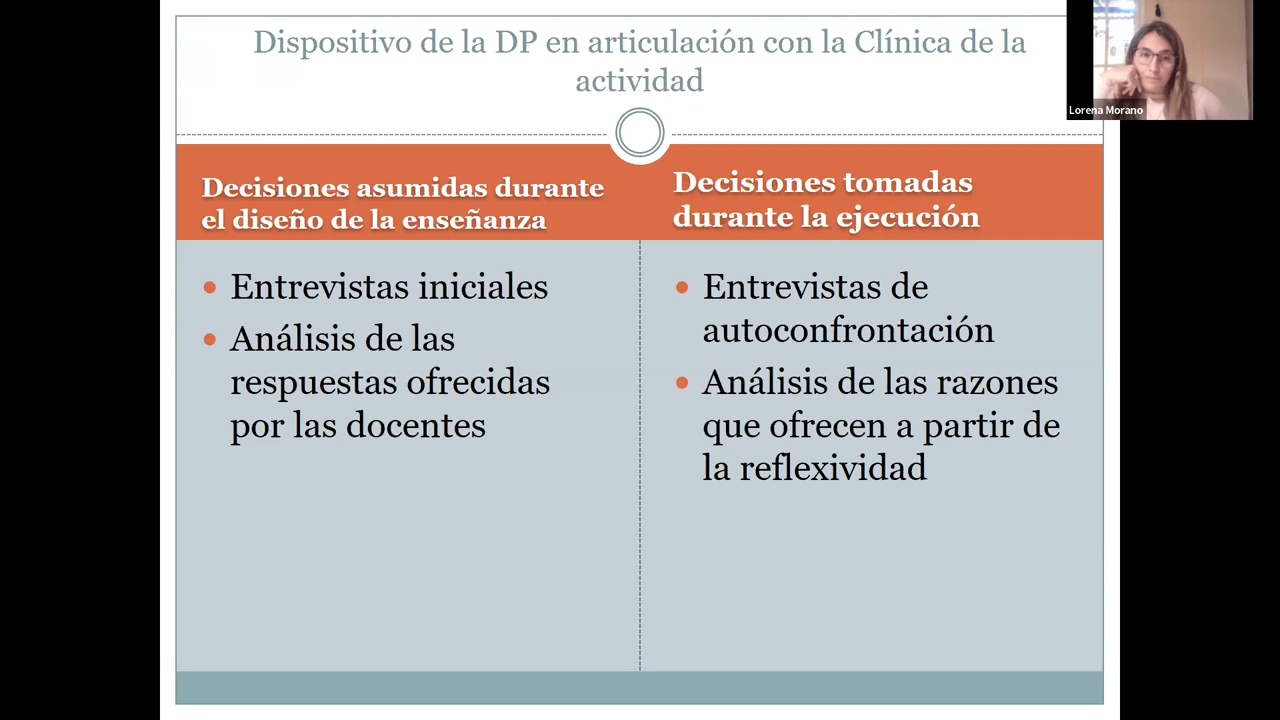 Dispositivo de la DP en articulación con la Clínica de la
actividad
Lorena Morano
Decisiones asumidas durante
el diseño de la enseñanza
Entrevistas iniciales
Análisis de las
respuestas ofrecidas
por las docentes
Decisiones tomadas
durante la ejecución
Entrevistas de
autoconfrontación
Análisis de las razones
que ofrecen a partir de
la reflexividad